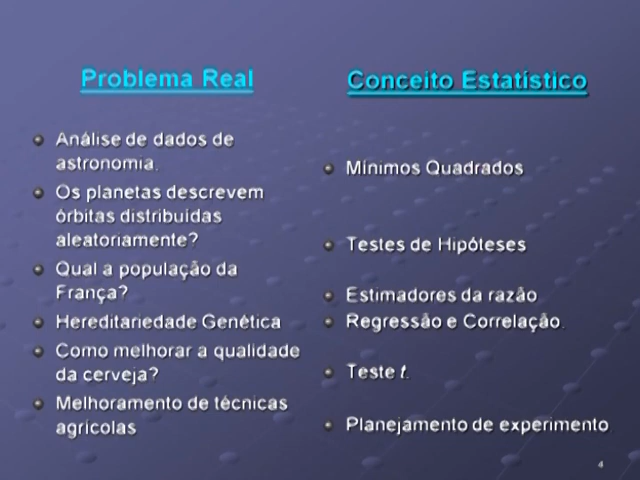 Problema Real
Análise de dados de
astronomia.
Os planetas descrevem
órbitas distribuídas
aleatoriamente?
Qual a população da
França?
Hereditariedade Genética
Como melhorar a qualidade
da cerveja?
Melhoramento de técnicas
agrícolas
Conceito Estatístico
Mínimos Quadrados
Testes de Hipóteses
Estimadores da razão
Regressão e Correlação.
Teste t.
Planejamento de experimento
4